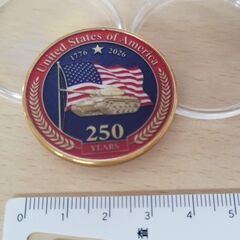 United States of America
1776 ★ 2026
250
YEARS
0 1 2 3 4 5